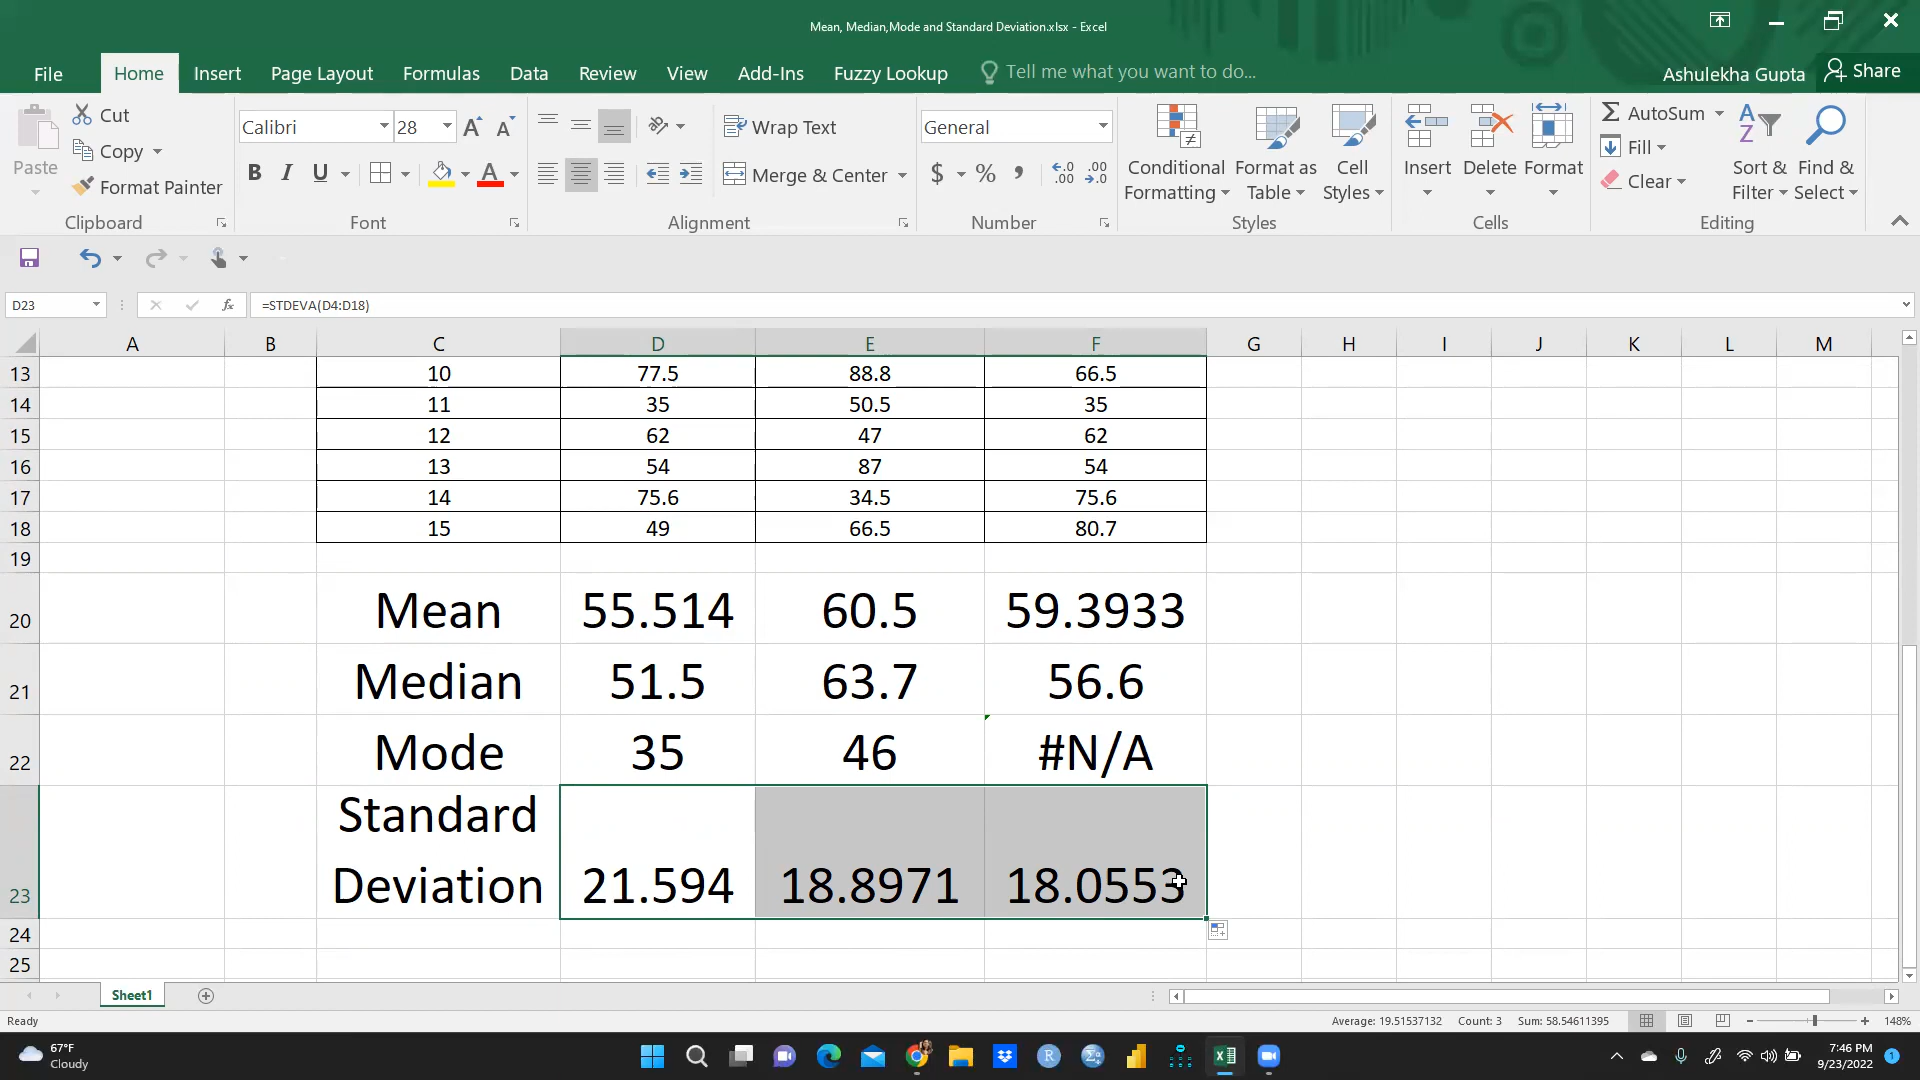 Mean, Median,Mode and Standard Deviation.xlsx - Excel
File Home Insert Page Layout Formulas Data Review View Add-Ins Fuzzy Lookup Tell me what you want to do... Ashulekha Gupta Share
Paste Cut Copy Format Painter
Calibri 28 A A
B I U A
Wrap Text
Merge & Center
General
$ % , .0 .00 .00 .0
Conditional Formatting
Format as Table
Cell Styles
Insert Delete Format
AutoSum
Fill
Clear
Sort & Filter
Find & Select
Clipboard Font Alignment Number Styles Cells Editing
D23 fx =STDEVA(D4:D18)
A B C D E F G H I J K L M
13 10 77.5 88.8 66.5
14 11 35 50.5 35
15 12 62 47 62
16 13 54 87 54
17 14 75.6 34.5 75.6
18 15 49 66.5 80.7
19
20 Mean 55.514 60.5 59.3933
21 Median 51.5 63.7 56.6
22 Mode 35 46 #N/A
Standard
23 Deviation 21.594 18.8971 18.0553
24
25
Sheet1
Ready Average: 19.51537132 Count: 3 Sum: 58.54611395 148%
67°F
Cloudy
7:46 PM
9/23/2022
1